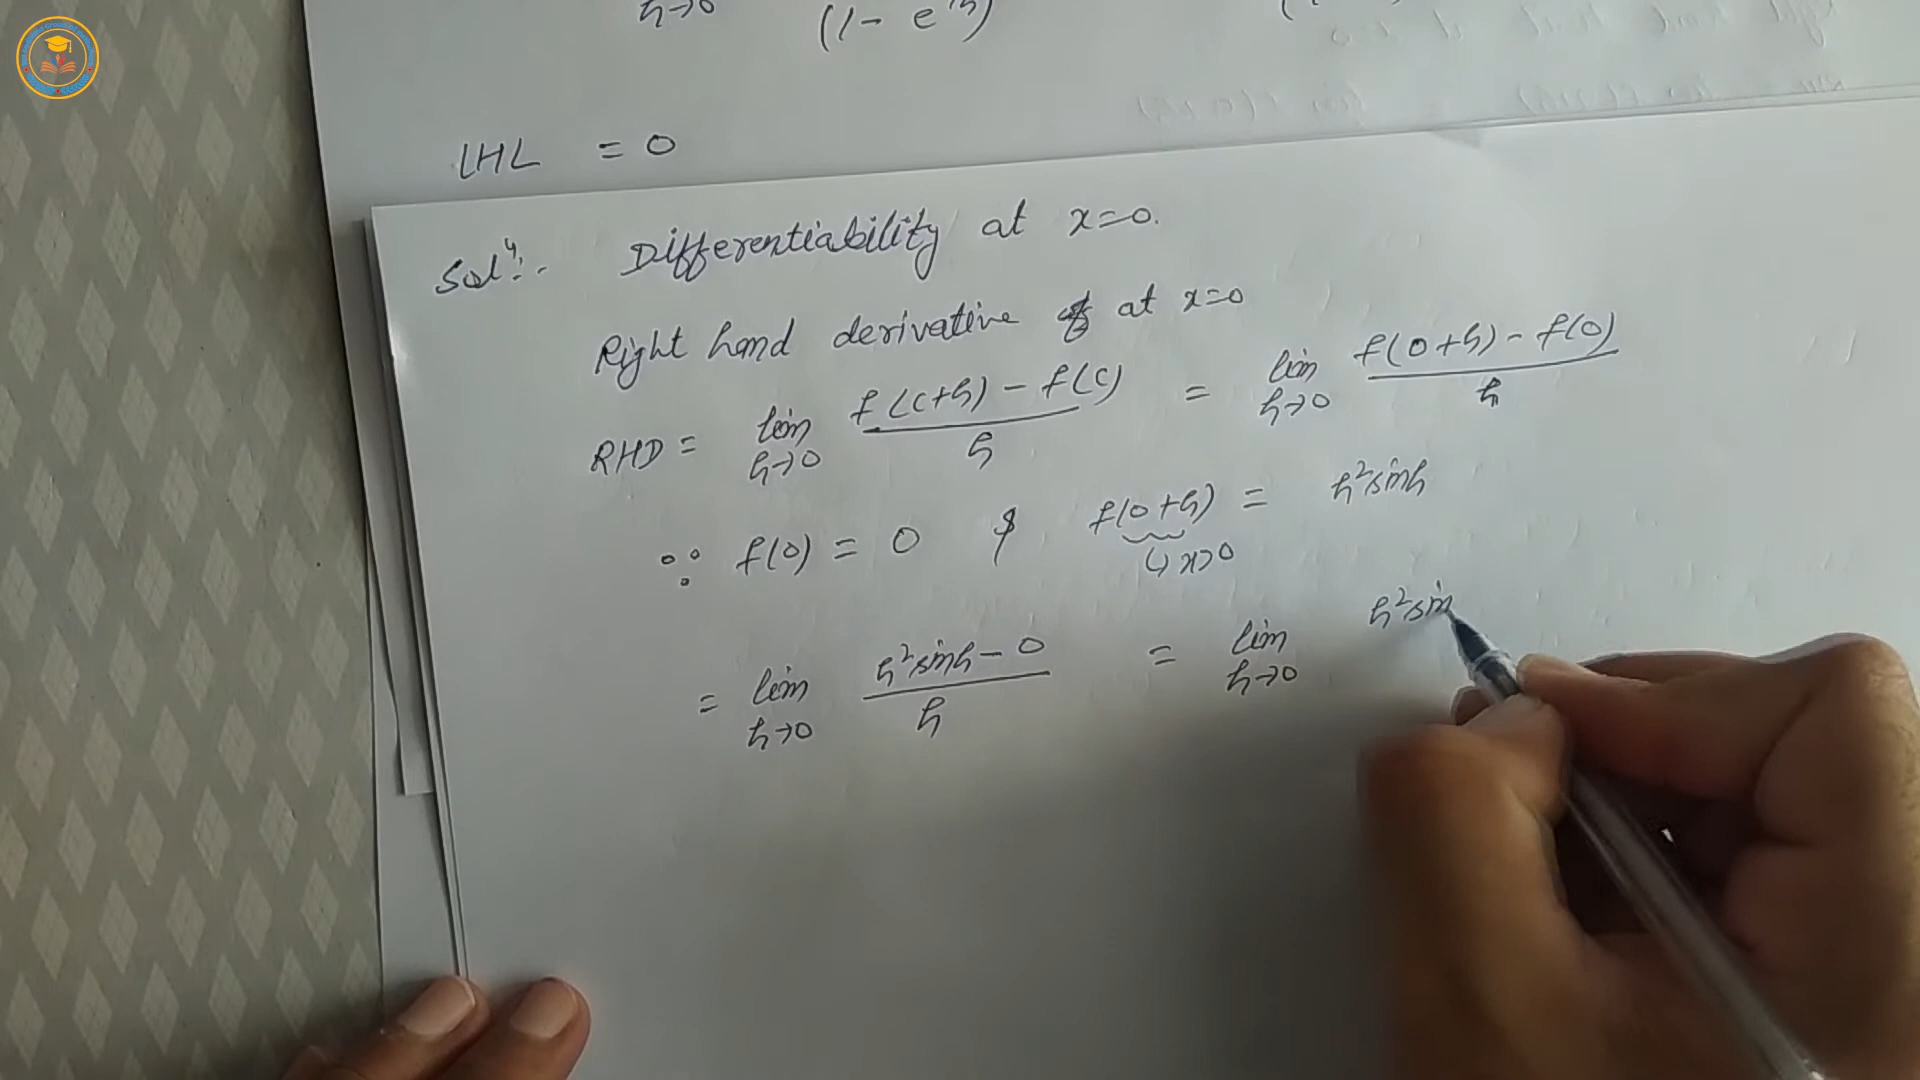 h→0 (1 - e
LHL = 0
Solⁿ:- Differentiability at x=0.
Right hand derivative at x=0
RHD = lim h→0 f(c+h) - f(c) / h = lim h→0 f(0+h) - f(0) / h
∵ f(0) = 0 & f(0+h) = h²sinh
↳ x>0
= lim h→0 h²sinh - 0 / h = lim h→0 h²sin